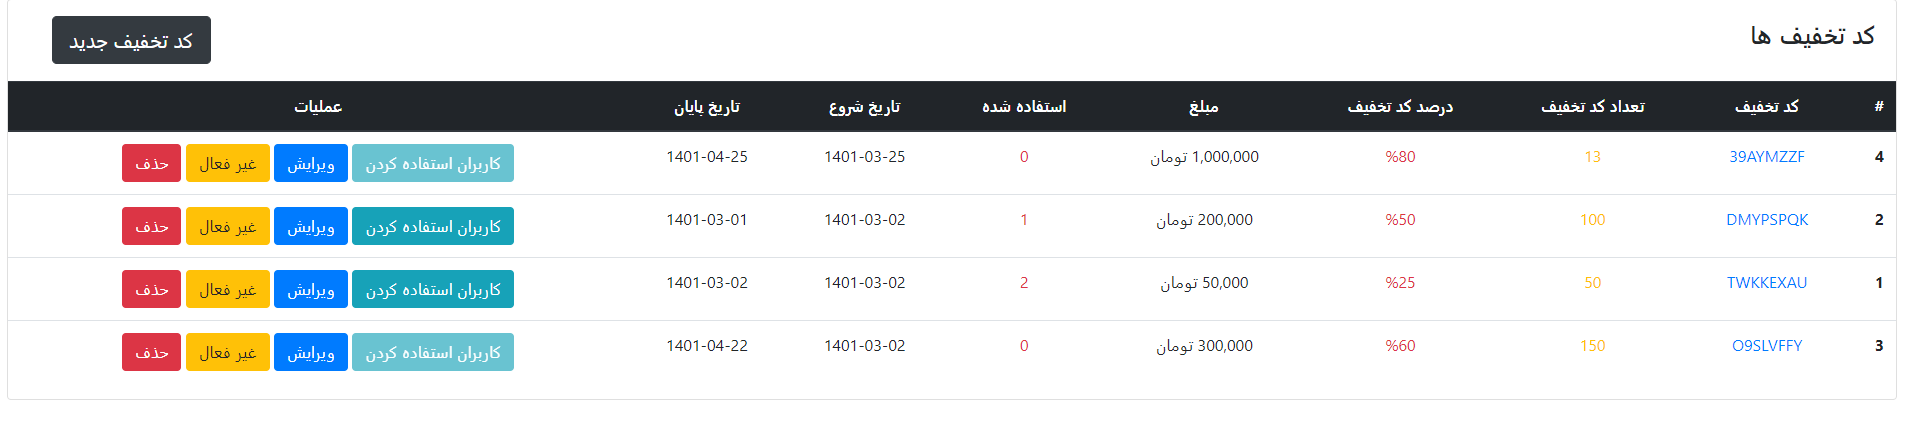 کد تخفیف ها
کد تخفیف جدید
# کد تخفیف تعداد کد تخفیف درصد کد تخفیف مبلغ استفاده شده تاریخ شروع تاریخ پایان عملیات
4 39AYMZZF 13 %80 1,000,000 تومان 0 1401-03-25 1401-04-25 کاربران استفاده کردن ویرایش غیر فعال حذف
2 DMYPSPQK 100 %50 200,000 تومان 1 1401-03-02 1401-03-01 کاربران استفاده کردن ویرایش غیر فعال حذف
1 TWKKEXAU 50 %25 50,000 تومان 2 1401-03-02 1401-03-02 کاربران استفاده کردن ویرایش غیر فعال حذف
3 O9SLVFFY 150 %60 300,000 تومان 0 1401-03-02 1401-04-22 کاربران استفاده کردن ویرایش غیر فعال حذف